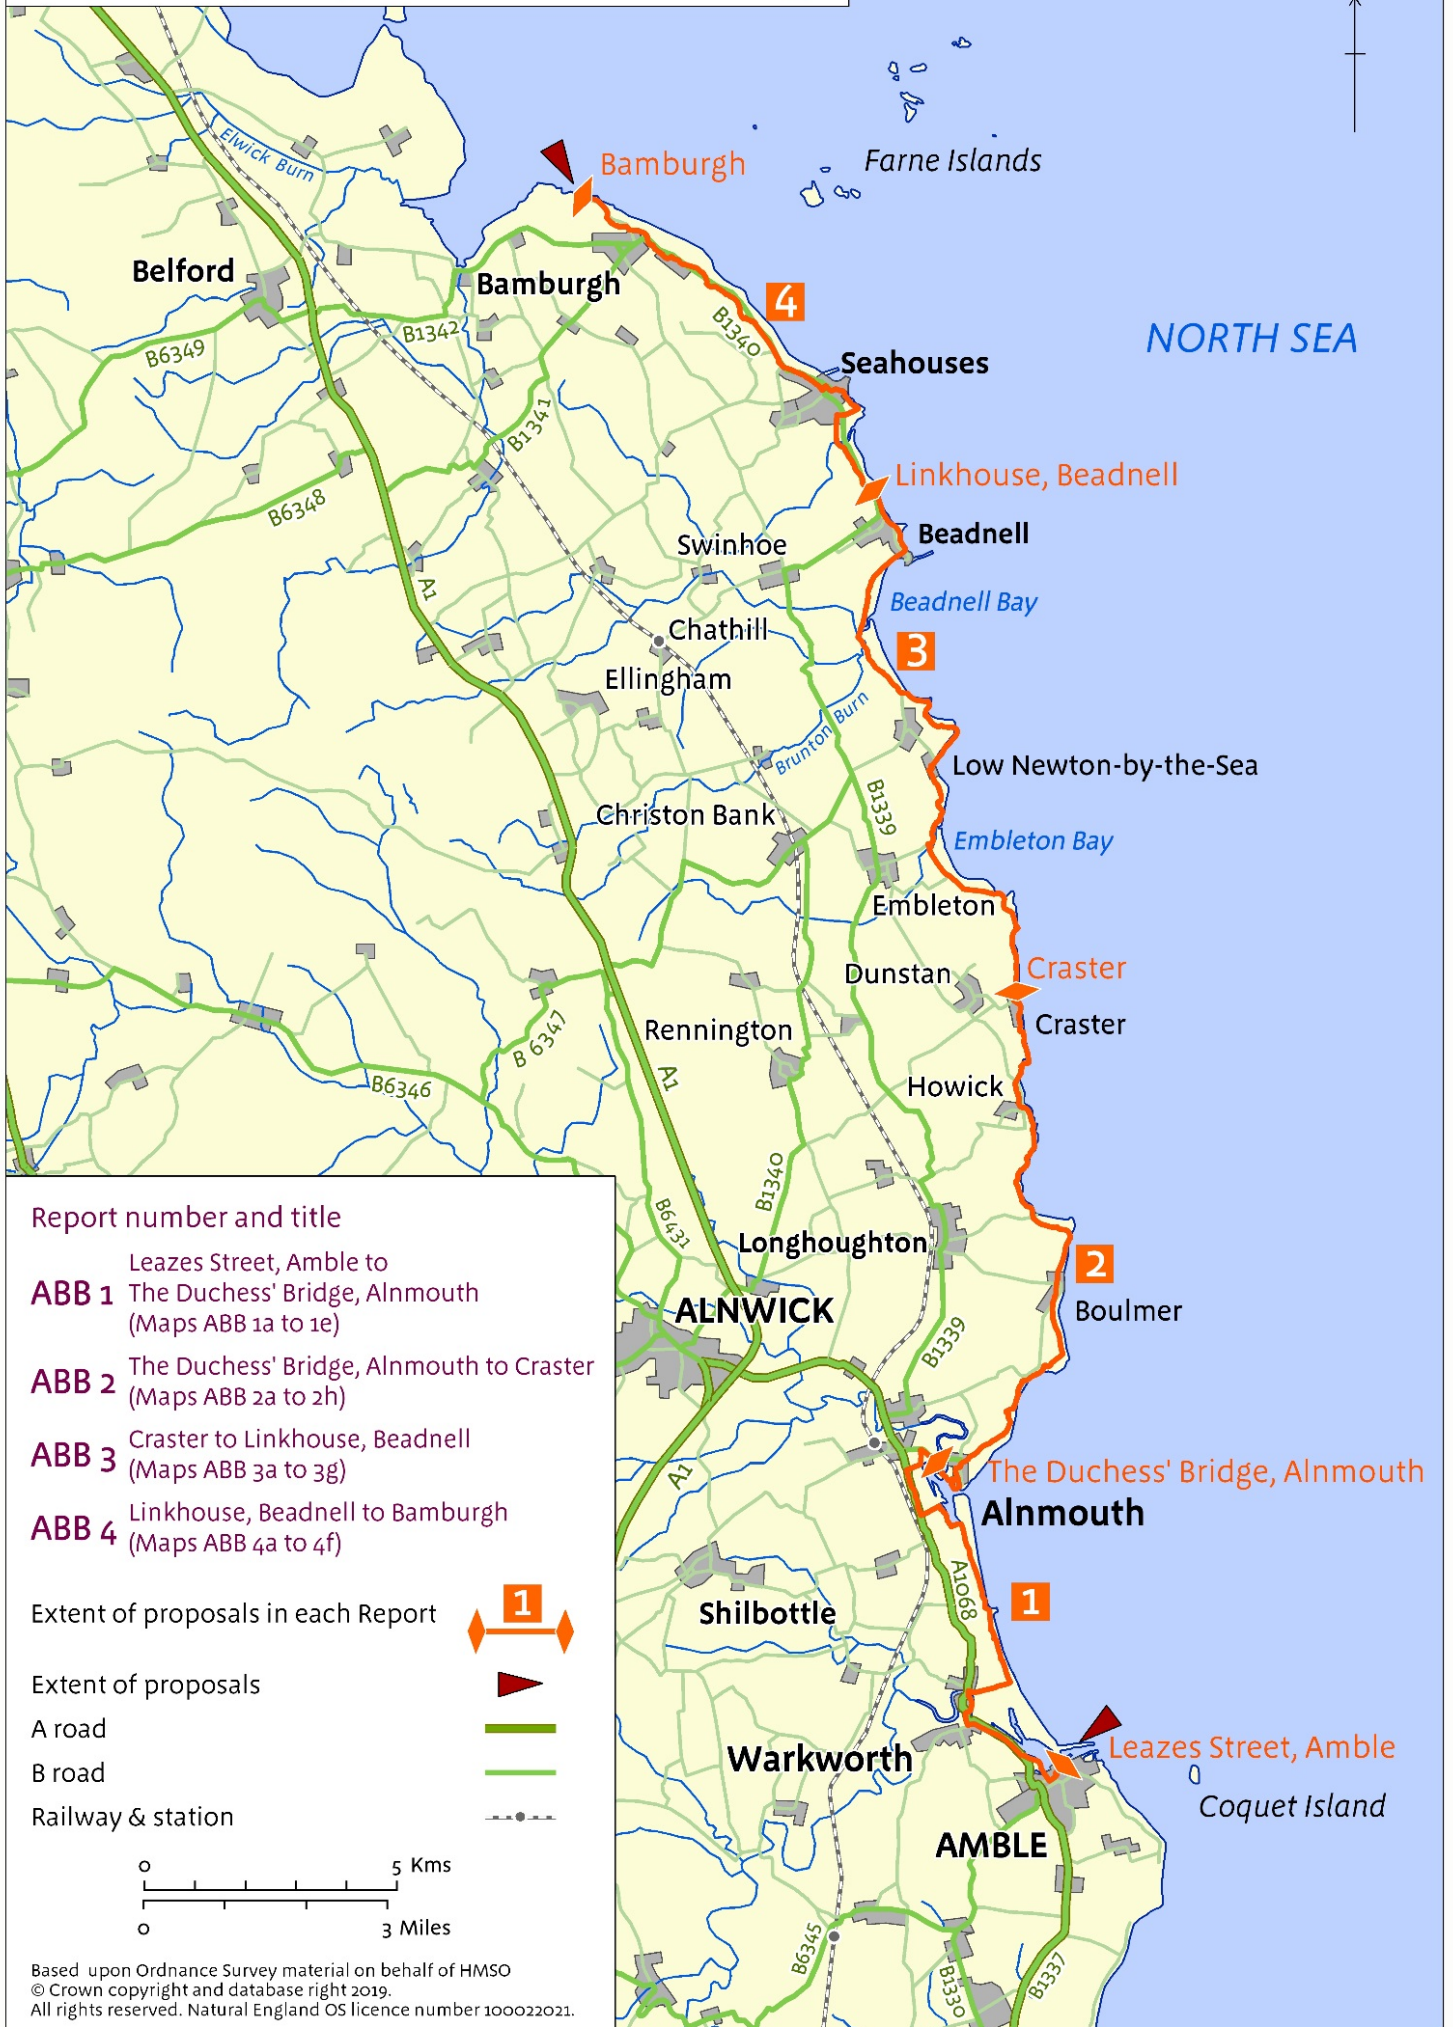 Bamburgh
Farne Islands
Elwick Burn
Belford
Bamburgh
4
B1340
NORTH SEA
B1342
B6349
Seahouses
B1341
Linkhouse, Beadnell
B6348
Beadnell
Swinhoe
A1
Beadnell Bay
Chathill
3
Ellingham
Brunton Burn
Low Newton-by-the-Sea
B1339
Christon Bank
Embleton Bay
Embleton
Craster
Dunstan
Craster
Rennington
B 6347
A1
B6346
Howick
B1340
B6431
Longhoughton
2
Boulmer
ALNWICK
B1339
A1
The Duchess' Bridge, Alnmouth
Alnmouth
A1068
1
Shilbottle
Leazes Street, Amble
Warkworth
Coquet Island
AMBLE
B6345
B1330
B1337
Report number and title
ABB 1
Leazes Street, Amble to
The Duchess' Bridge, Alnmouth
(Maps ABB 1a to 1e)
ABB 2
The Duchess' Bridge, Alnmouth to Craster
(Maps ABB 2a to 2h)
ABB 3
Craster to Linkhouse, Beadnell
(Maps ABB 3a to 3g)
ABB 4
Linkhouse, Beadnell to Bamburgh
(Maps ABB 4a to 4f)
Extent of proposals in each Report
1
Extent of proposals
A road
B road
Railway & station
0 5 Kms
0 3 Miles
Based upon Ordnance Survey material on behalf of HMSO
© Crown copyright and database right 2019.
All rights reserved. Natural England OS licence number 100022021.